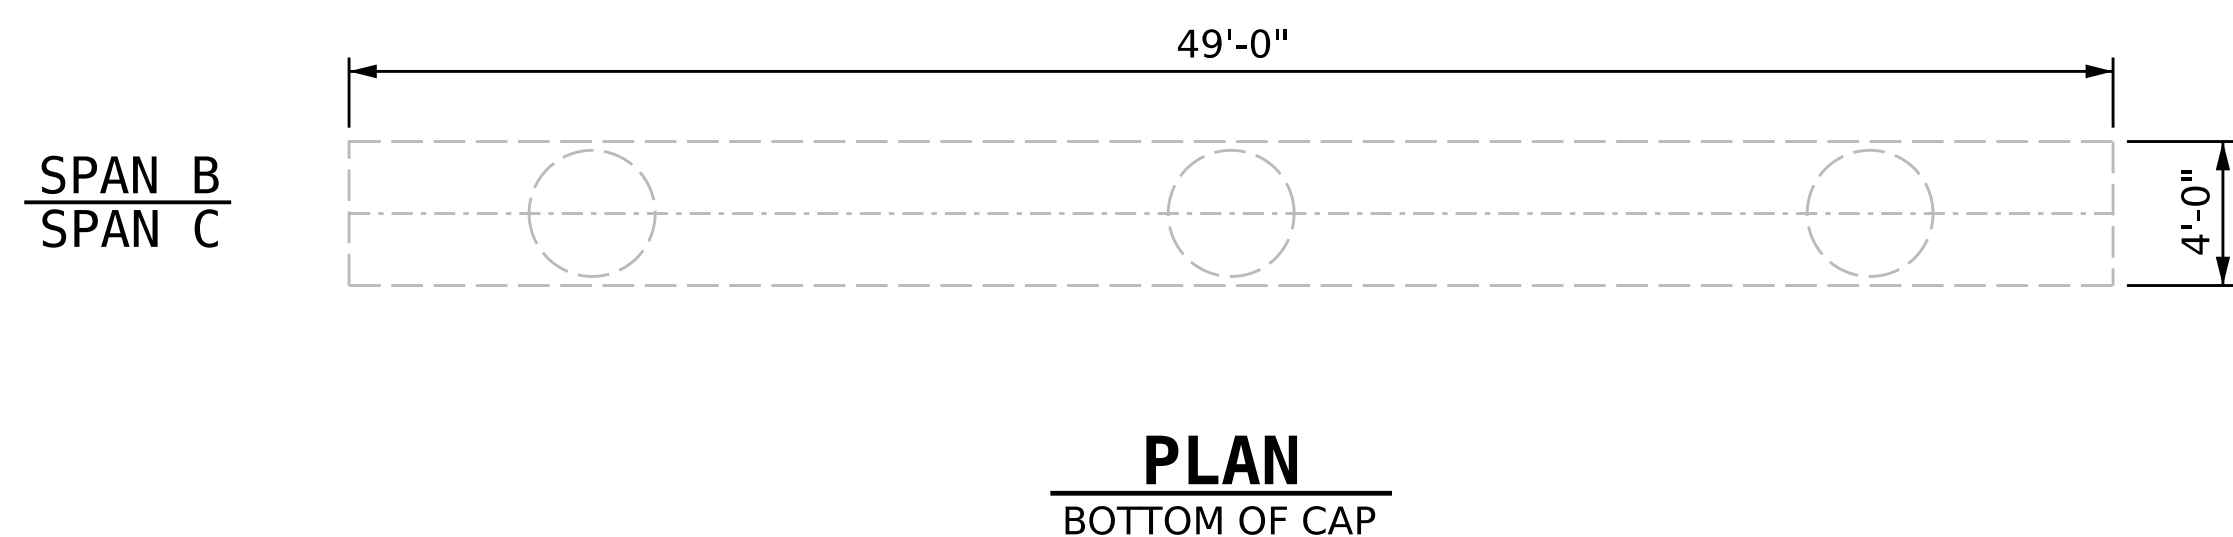 49'-0"
SPAN B
SPAN C
4'-0"
PLAN
BOTTOM OF CAP